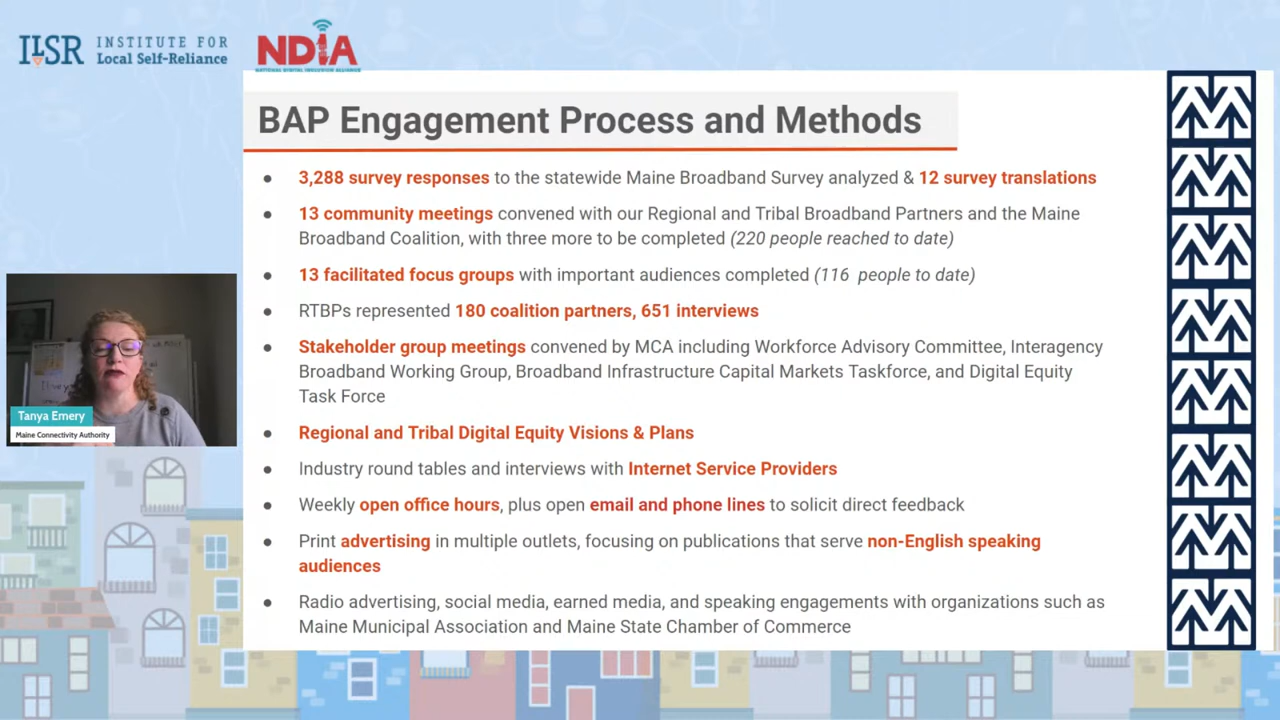 ILSR
INSTITUTE FOR
Local Self-Reliance
NDIA
NATIONAL DIGITAL INCLUSION ALLIANCE
BAP Engagement Process and Methods
● 3,288 survey responses to the statewide Maine Broadband Survey analyzed & 12 survey translations
● 13 community meetings convened with our Regional and Tribal Broadband Partners and the Maine
Broadband Coalition, with three more to be completed (220 people reached to date)
● 13 facilitated focus groups with important audiences completed (116 people to date)
● RTBPs represented 180 coalition partners, 651 interviews
● Stakeholder group meetings convened by MCA including Workforce Advisory Committee, Interagency
Broadband Working Group, Broadband Infrastructure Capital Markets Taskforce, and Digital Equity
Task Force
● Regional and Tribal Digital Equity Visions & Plans
● Industry round tables and interviews with Internet Service Providers
● Weekly open office hours, plus open email and phone lines to solicit direct feedback
● Print advertising in multiple outlets, focusing on publications that serve non-English speaking
audiences
● Radio advertising, social media, earned media, and speaking engagements with organizations such as
Maine Municipal Association and Maine State Chamber of Commerce
Tanya Emery
Maine Connectivity Authority